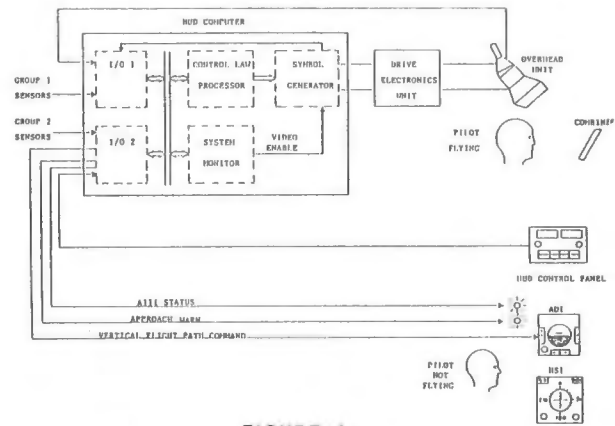 HUD COMPUTER
I/O 1
CONTROL LAW
PROCESSOR
SYMBOL
GENERATOR
DRIVE
ELECTRONICS
UNIT
OVERHEAD
UNIT
GROUP 1
SENSORS
GROUP 2
SENSORS
I/O 2
SYSTEM
MONITOR
VIDEO
ENABLE
PILOT
FLYING
COMBINER
HUD CONTROL PANEL
AIII STATUS
APPROACH WARN
VERTICAL FLIGHT PATH COMMAND
ADI
PILOT
NOT
FLYING
HSI